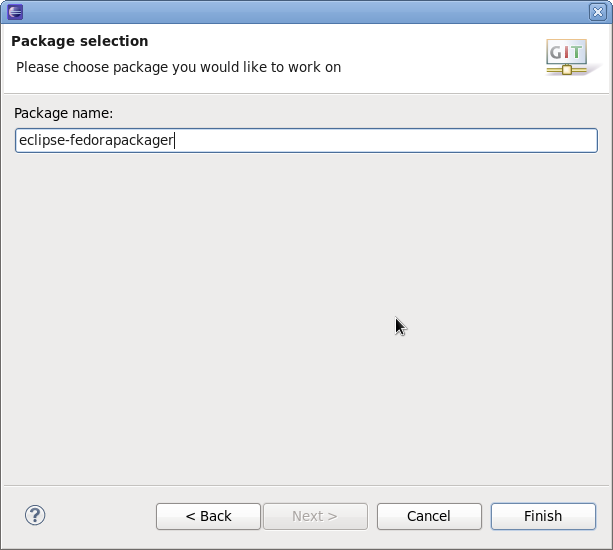 Package selection
Please choose package you would like to work on
GIT
Package name:
eclipse-fedorapackager
?
< Back
Next >
Cancel
Finish